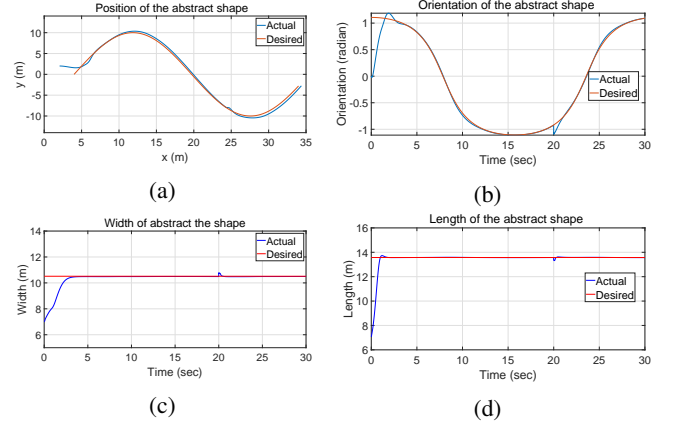 Position of the abstract shape
y (m)
10
0
-10
0 5 10 15 20 25 30 35
x (m)
Actual
Desired
(a)
Orientation of the abstract shape
Orientation (radian)
1
0.5
0
-0.5
-1
0 5 10 15 20 25 30
Time (sec)
Actual
Desired
(b)
Width of abstract the shape
Width (m)
14
12
10
8
6
0 5 10 15 20 25 30
Time (sec)
Actual
Desired
(c)
Length of the abstract shape
Length (m)
16
14
12
10
8
6
0 5 10 15 20 25 30
Time (sec)
Actual
Desired
(d)